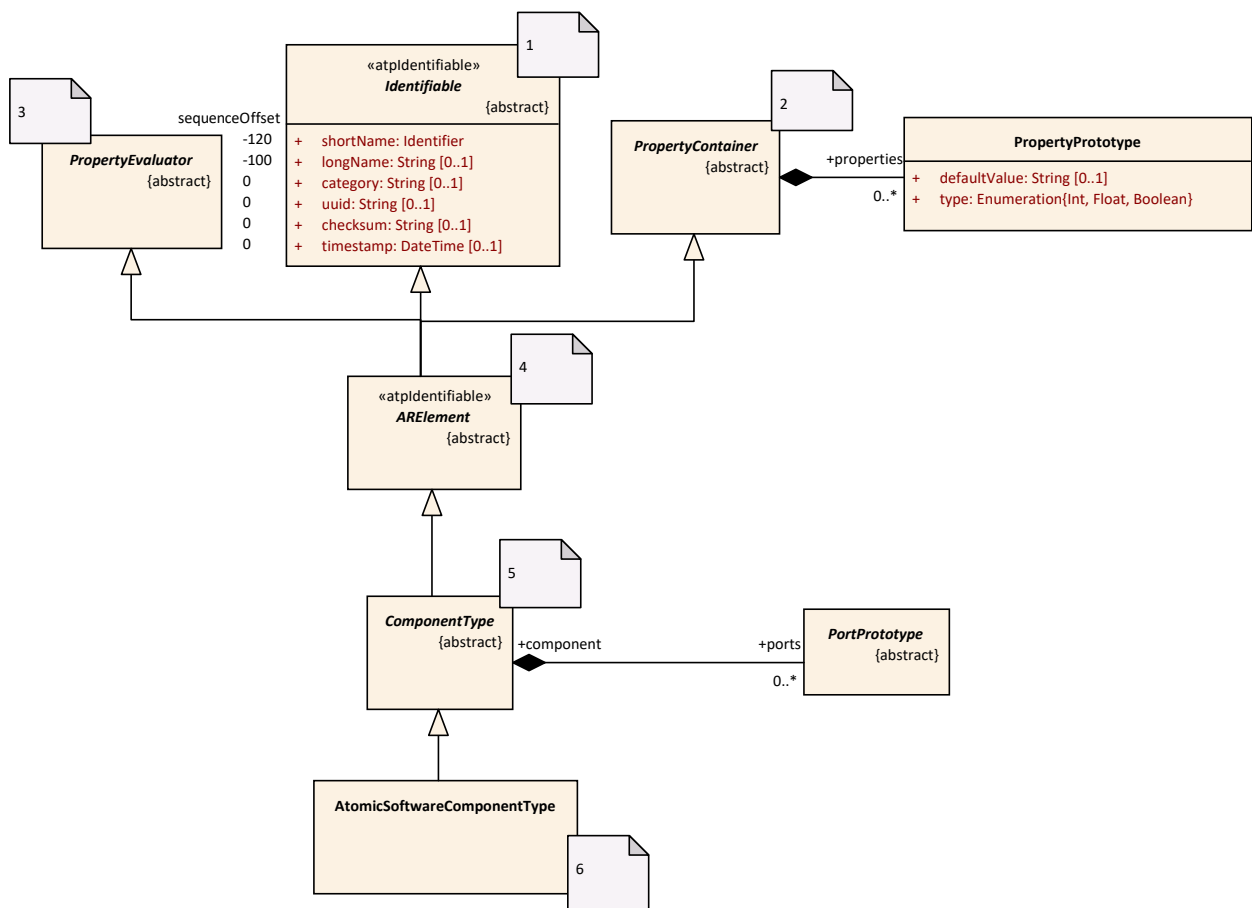 1
«atpIdentifiable»
Identifiable
{abstract}
+ shortName: Identifier
+ longName: String [0..1]
+ category: String [0..1]
+ uuid: String [0..1]
+ checksum: String [0..1]
+ timestamp: DateTime [0..1]
sequenceOffset
-120
-100
0
0
0
0
3
PropertyEvaluator
{abstract}
2
PropertyContainer
{abstract}
+properties
0..*
PropertyPrototype
+ defaultValue: String [0..1]
+ type: Enumeration{Int, Float, Boolean}
4
«atpIdentifiable»
ARElement
{abstract}
5
ComponentType
{abstract}
+component
+ports
0..*
PortPrototype
{abstract}
AtomicSoftwareComponentType
6